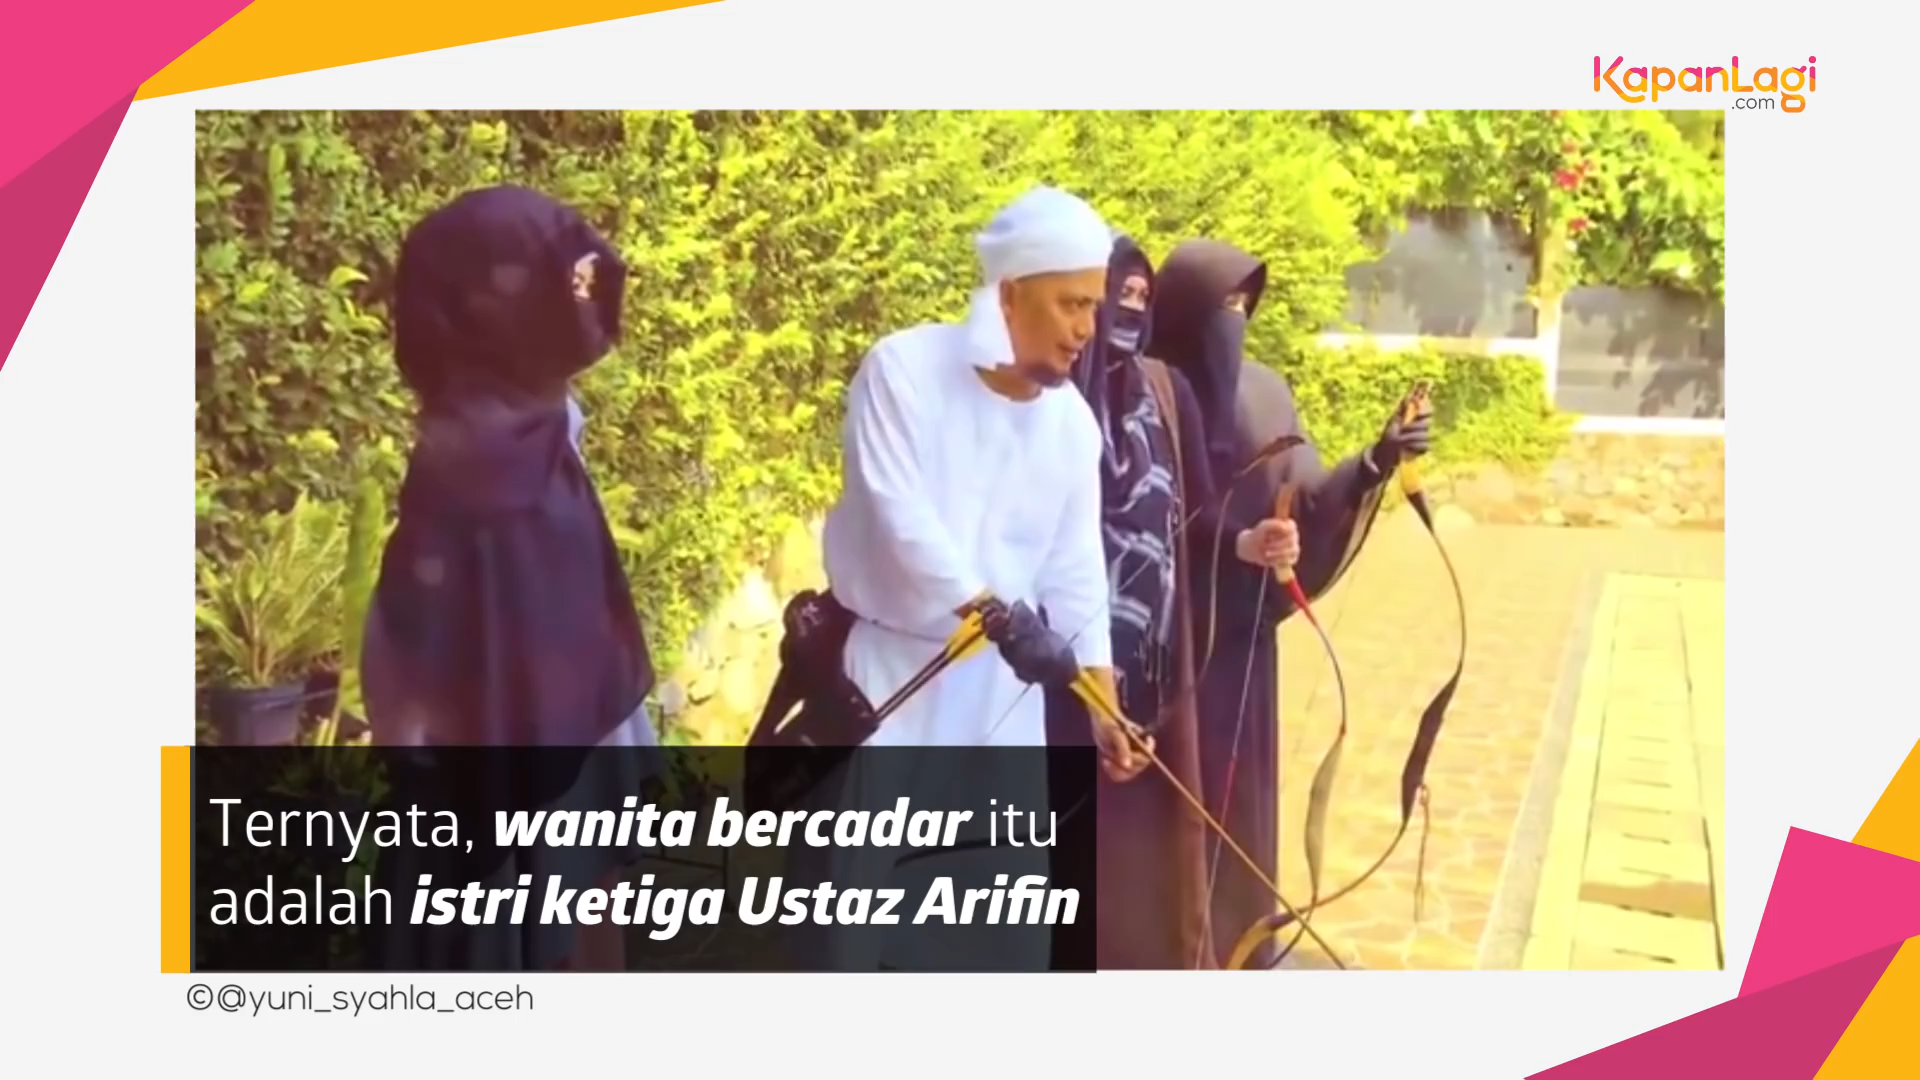 KapanLagi
.com
Ternyata, wanita bercadar itu
adalah istri ketiga Ustaz Arifin
©@yuni_syahla_aceh